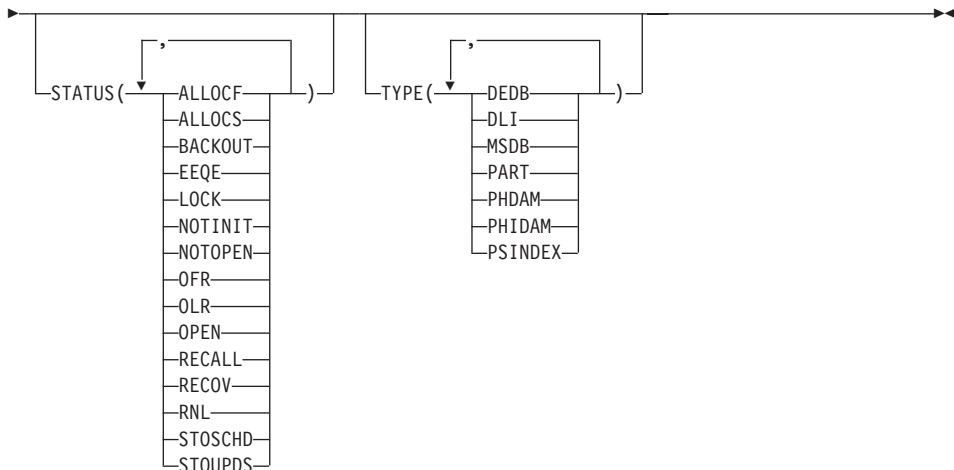 , ,
STATUS( ALLOCF ) TYPE( DEDB )
ALLOCS DLI
BACKOUT MSDB
EEQE PART
LOCK PHDAM
NOTINIT PHIDAM
NOTOPEN PSINDEX
OFR
OLR
OPEN
RECALL
RECOV
RNL
STOSCHD
STOUPDS